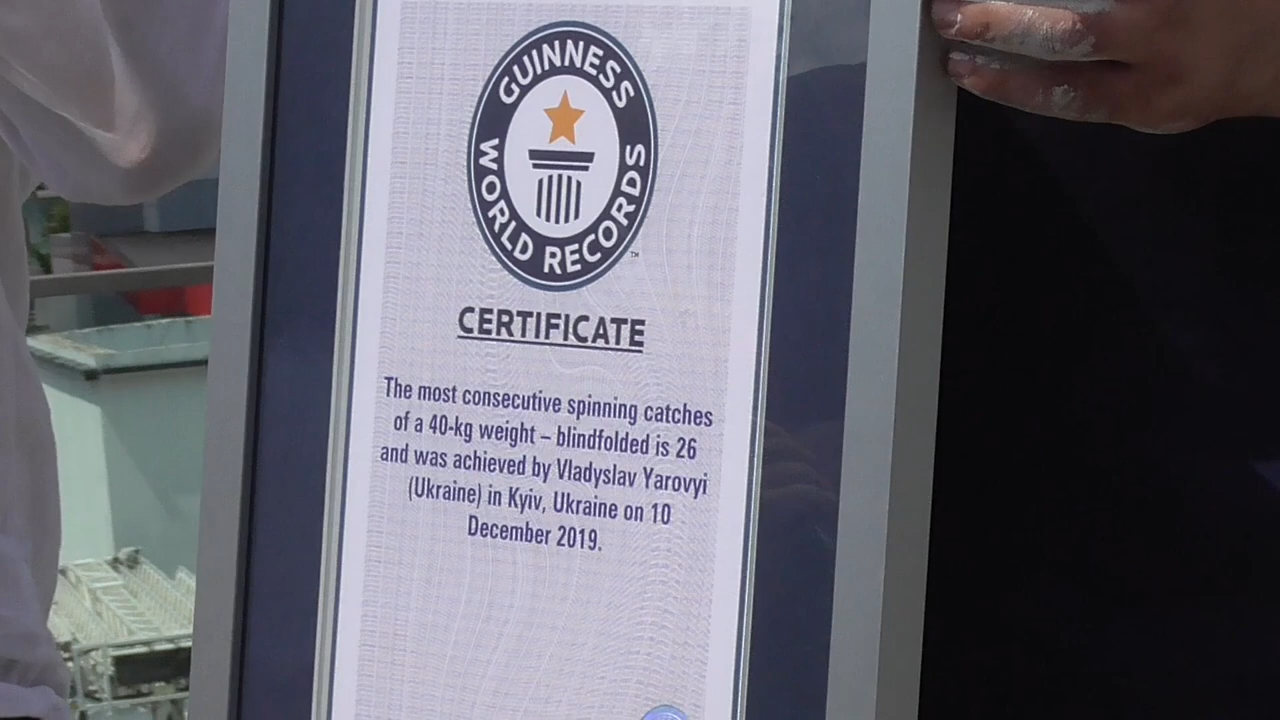 GUINNESS
WORLD RECORDS
TM
CERTIFICATE
The most consecutive spinning catches
of a 40-kg weight – blindfolded is 26
and was achieved by Vladyslav Yarovyi
(Ukraine) in Kyiv, Ukraine on 10
December 2019.